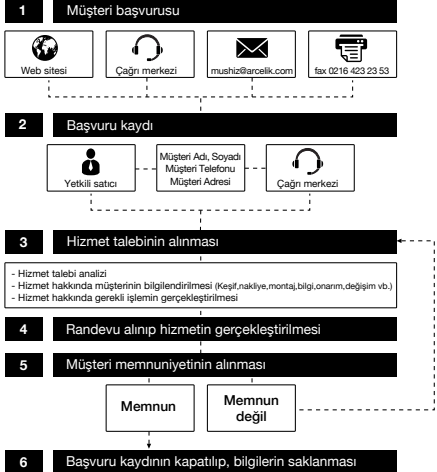 1 Müşteri başvurusu
Web sitesi
Çağrı merkezi
mushiz@arcelik.com
fax 0216 423 23 53
2 Başvuru kaydı
Yetkili satıcı
Müşteri Adı, Soyadı
Müşteri Telefonu
Müşteri Adresi
Çağrı merkezi
3 Hizmet talebinin alınması
- Hizmet talebi analizi
- Hizmet hakkında müşterinin bilgilendirilmesi (Keşif,nakliye,montaj,bilgi,onarım,değişim vb.)
- Hizmet hakkında gerekli işlemin gerçekleştirilmesi
4 Randevu alınıp hizmetin gerçekleştirilmesi
5 Müşteri memnuniyetinin alınması
Memnun
Memnun
değil
6 Başvuru kaydının kapatılıp, bilgilerin saklanması